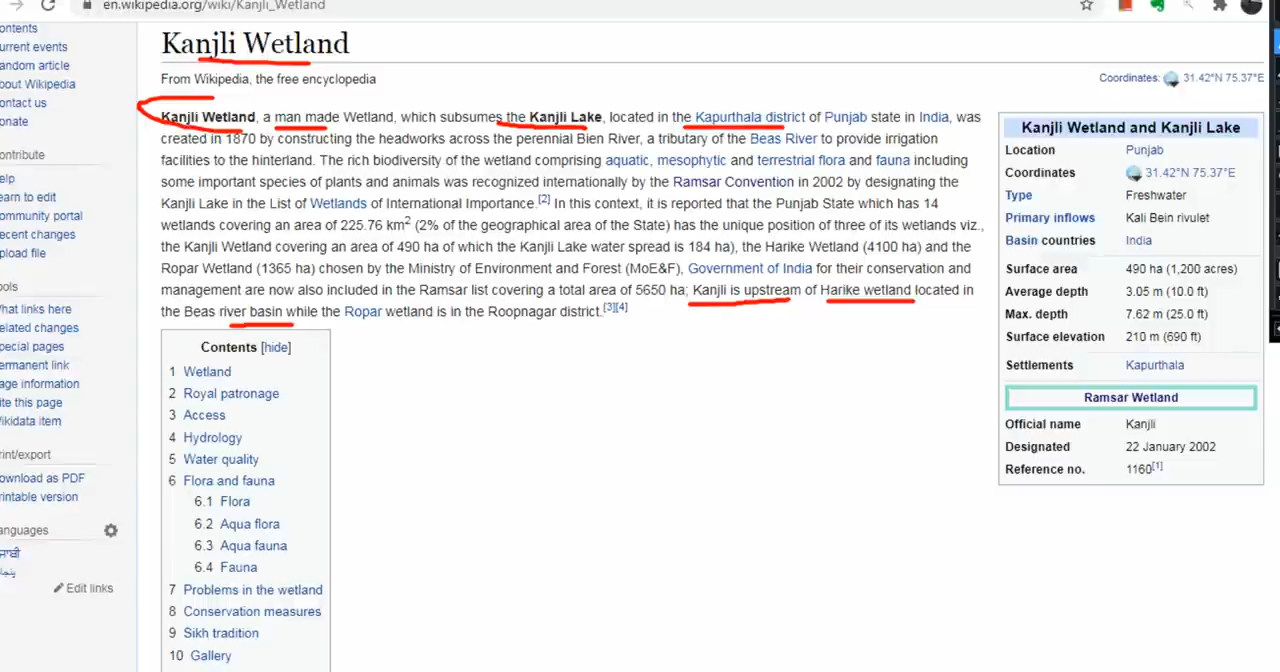 en.wikipedia.org/wiki/Kanjli_Wetland
ontents
urrent events
andom article
bout Wikipedia
ontact us
onate
ontribute
elp
earn to edit
ommunity portal
ecent changes
pload file
ools
hat links here
elated changes
pecial pages
ermanent link
age information
ite this page
ikidata item
rint/export
ownload as PDF
rintable version
anguages
Edit links
Kanjli Wetland
From Wikipedia, the free encyclopedia
Coordinates: 31.42°N 75.37°E
Kanjli Wetland, a man made Wetland, which subsumes the Kanjli Lake, located in the Kapurthala district of Punjab state in India, was
created in 1870 by constructing the headworks across the perennial Bien River, a tributary of the Beas River to provide irrigation
facilities to the hinterland. The rich biodiversity of the wetland comprising aquatic, mesophytic and terrestrial flora and fauna including
some important species of plants and animals was recognized internationally by the Ramsar Convention in 2002 by designating the
Kanjli Lake in the List of Wetlands of International Importance.[2] In this context, it is reported that the Punjab State which has 14
wetlands covering an area of 225.76 km2 (2% of the geographical area of the State) has the unique position of three of its wetlands viz.,
the Kanjli Wetland covering an area of 490 ha of which the Kanjli Lake water spread is 184 ha), the Harike Wetland (4100 ha) and the
Ropar Wetland (1365 ha) chosen by the Ministry of Environment and Forest (MoE&F), Government of India for their conservation and
management are now also included in the Ramsar list covering a total area of 5650 ha; Kanjli is upstream of Harike wetland located in
the Beas river basin while the Ropar wetland is in the Roopnagar district.[3][4]
Contents [hide]
1 Wetland
2 Royal patronage
3 Access
4 Hydrology
5 Water quality
6 Flora and fauna
6.1 Flora
6.2 Aqua flora
6.3 Aqua fauna
6.4 Fauna
7 Problems in the wetland
8 Conservation measures
9 Sikh tradition
10 Gallery
Kanjli Wetland and Kanjli Lake
Location Punjab
Coordinates 31.42°N 75.37°E
Type Freshwater
Primary inflows Kali Bein rivulet
Basin countries India
Surface area 490 ha (1,200 acres)
Average depth 3.05 m (10.0 ft)
Max. depth 7.62 m (25.0 ft)
Surface elevation 210 m (690 ft)
Settlements Kapurthala
Ramsar Wetland
Official name Kanjli
Designated 22 January 2002
Reference no. 1160[1]